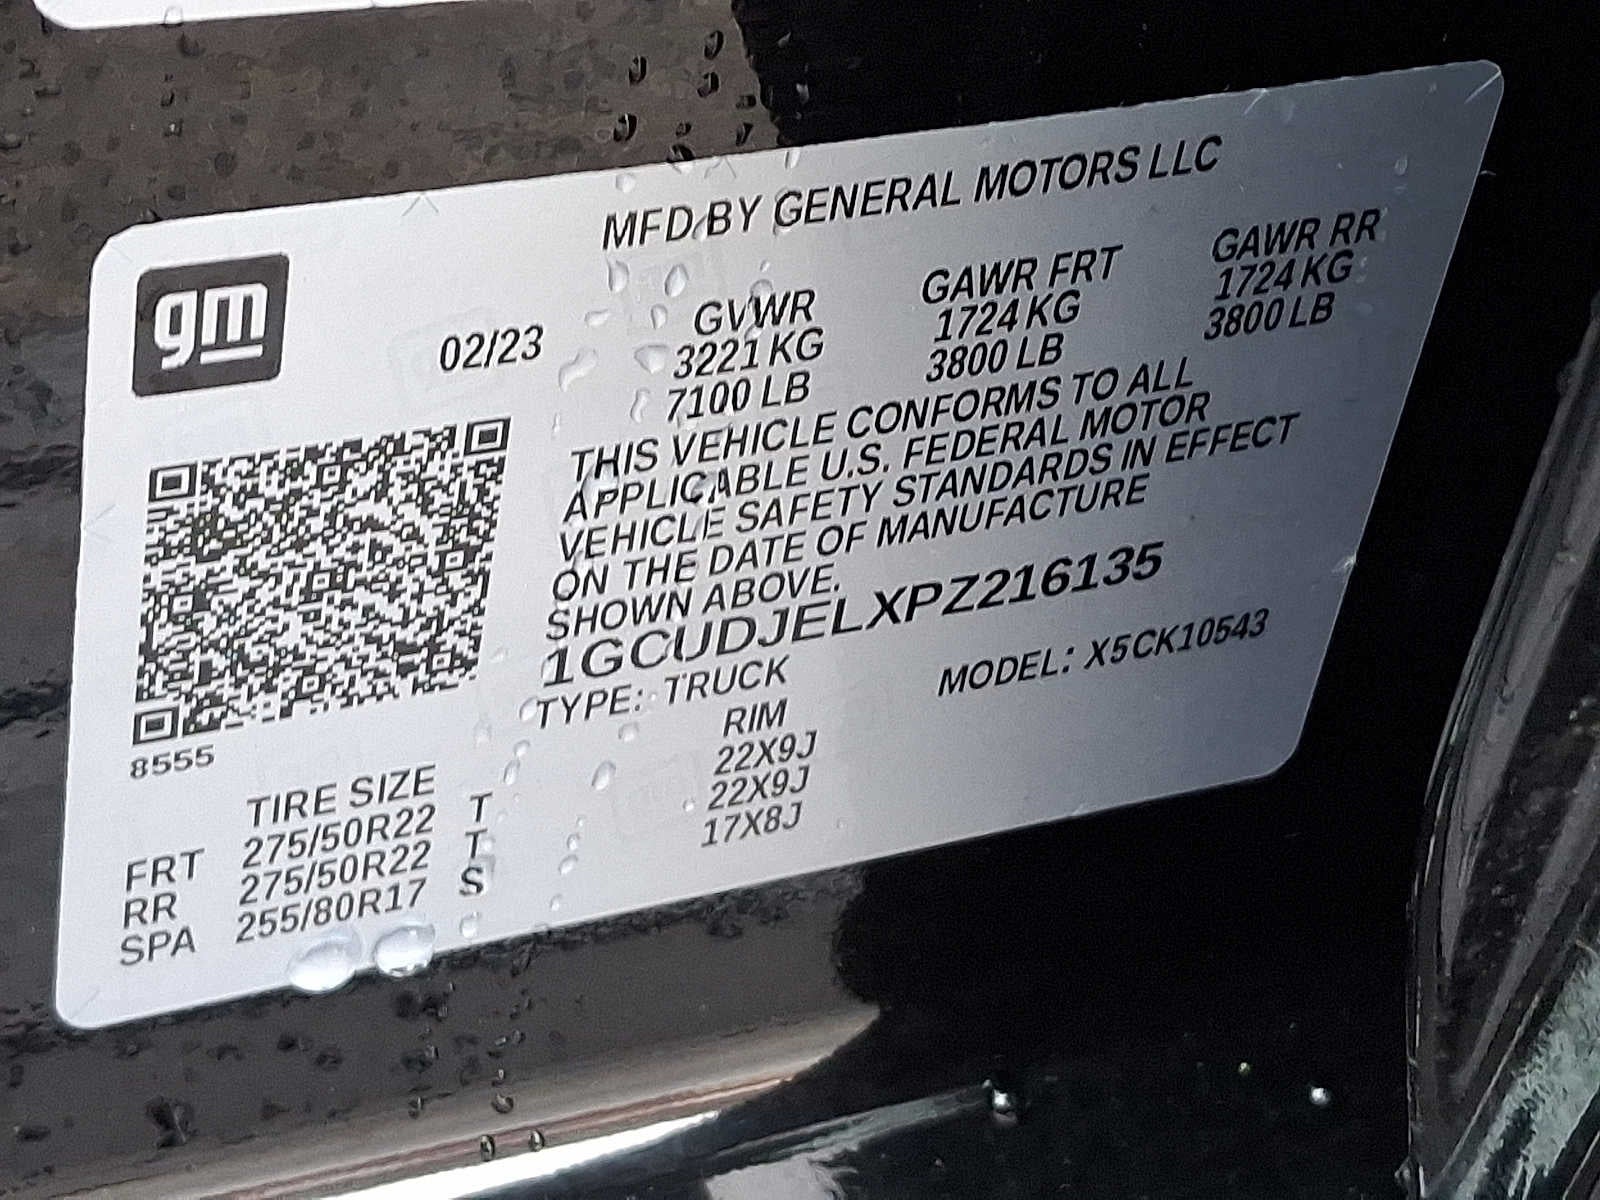 gm
MFD BY GENERAL MOTORS LLC
02/23
GVWR GAWR FRT GAWR RR
3221 KG 1724 KG 1724 KG
7100 LB 3800 LB 3800 LB
THIS VEHICLE CONFORMS TO ALL
APPLICABLE U.S. FEDERAL MOTOR
VEHICLE SAFETY STANDARDS IN EFFECT
ON THE DATE OF MANUFACTURE
SHOWN ABOVE.
1GCUDJELXPZ216135
TYPE: TRUCK MODEL: X5CK10543
8555
TIRE SIZE RIM
FRT 275/50R22 T 22X9J
RR 275/50R22 T 22X9J
SPA 255/80R17 S 17X8J